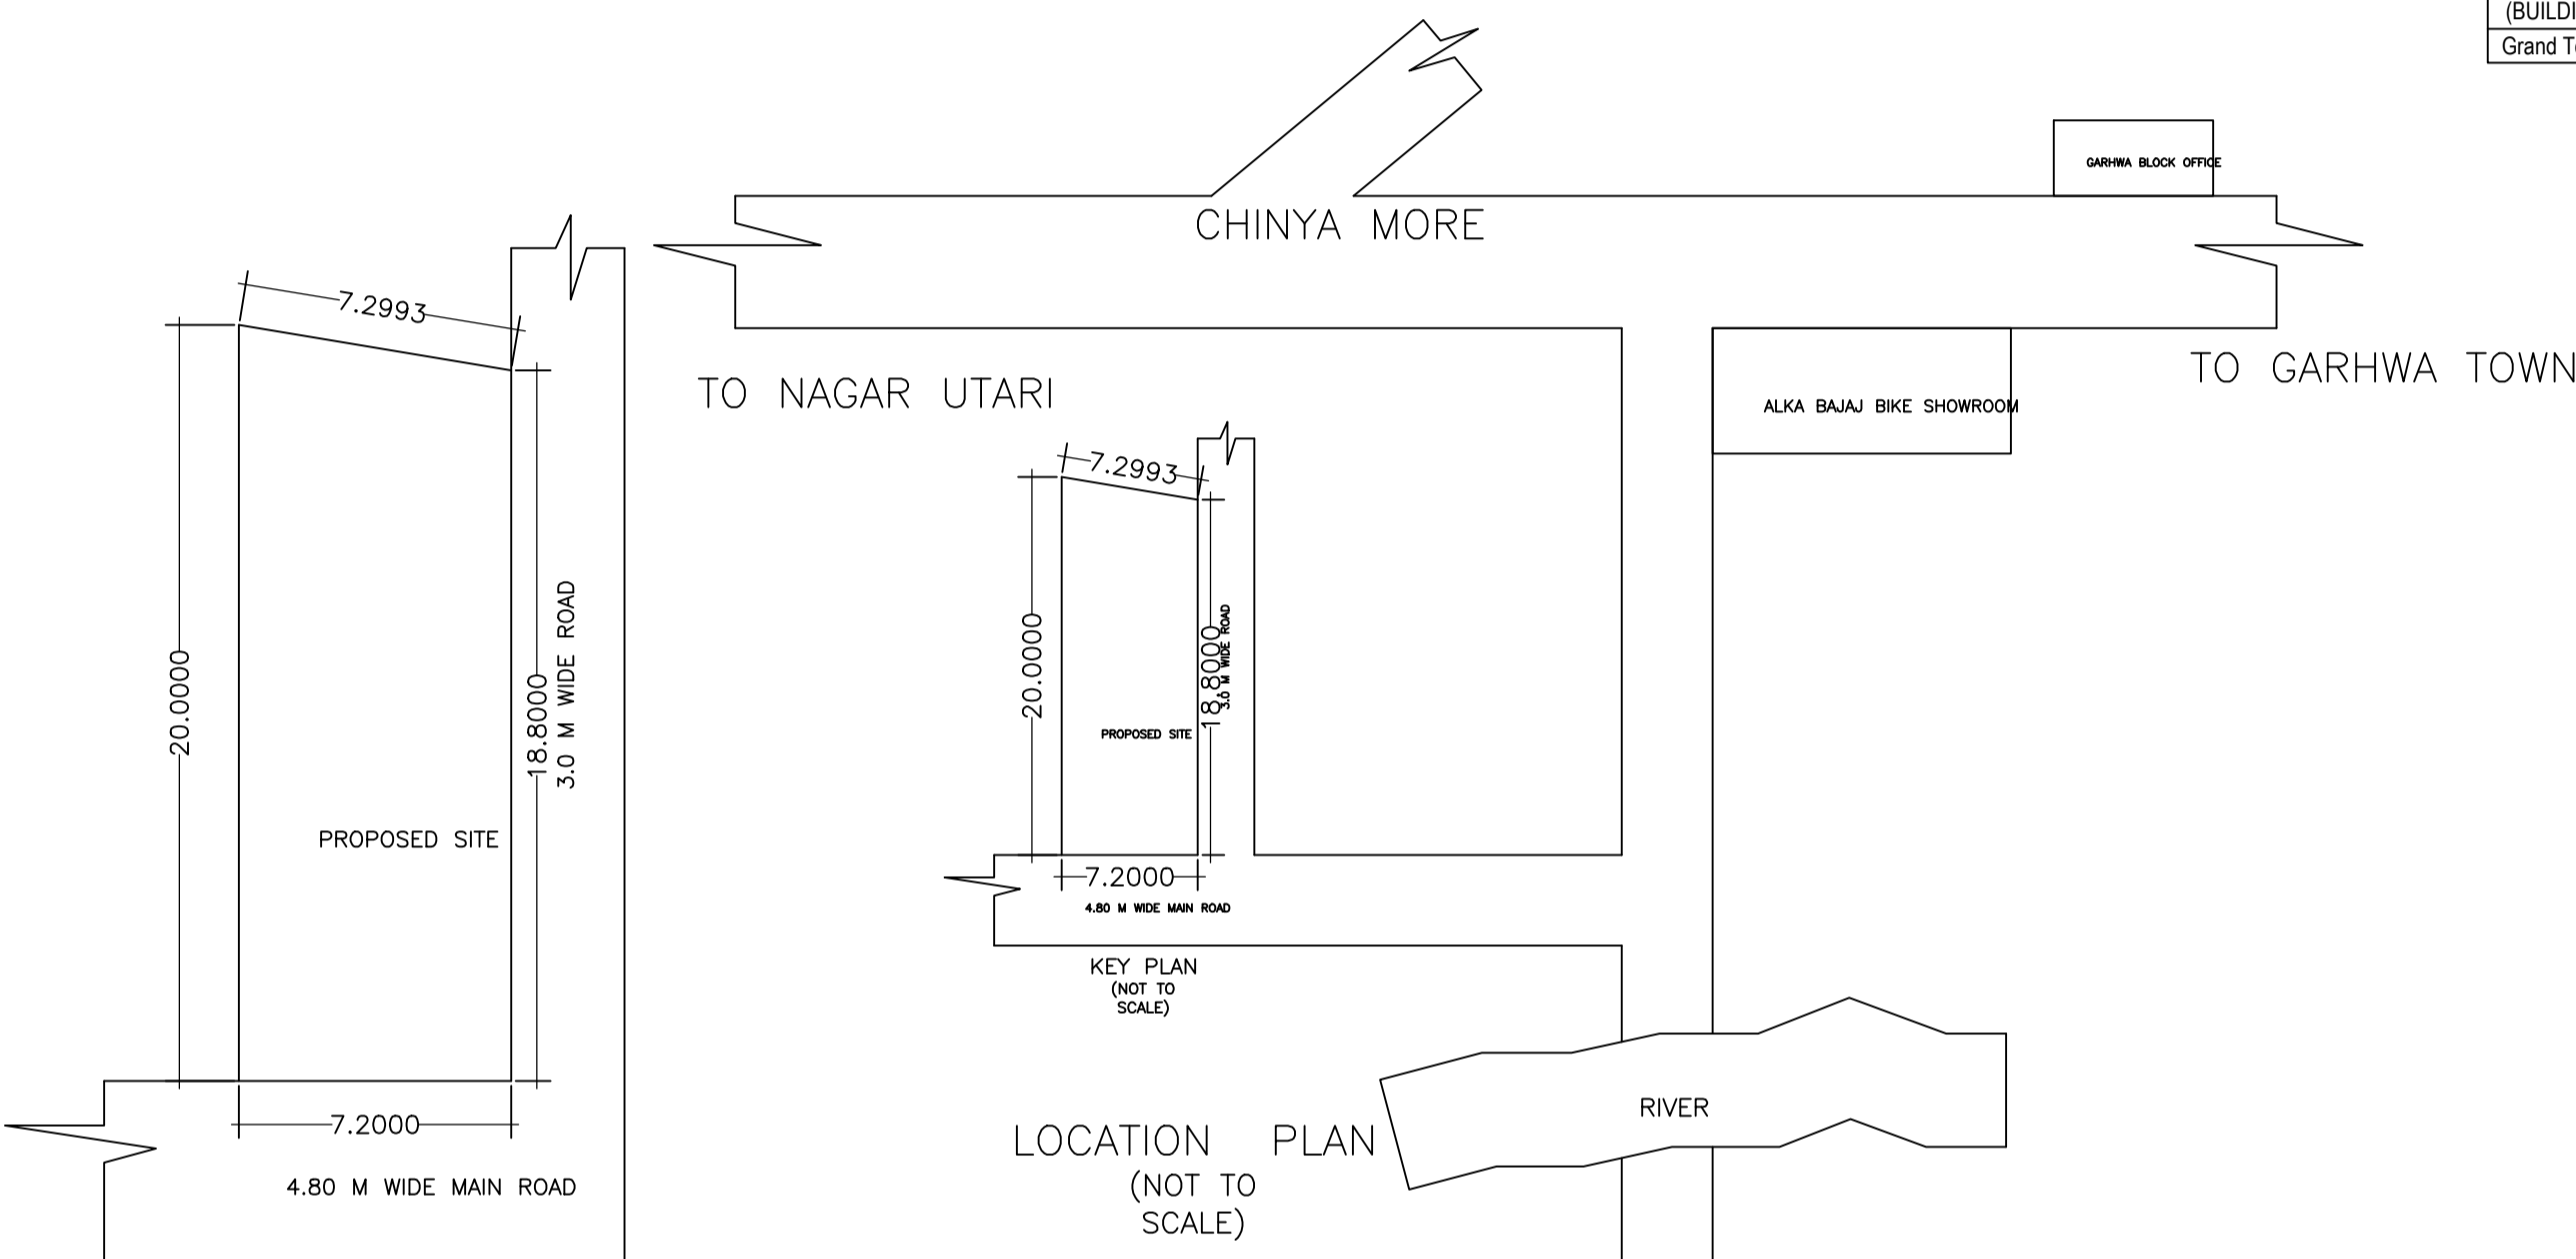 (BUILDI
Grand T
GARHWA BLOCK OFFICE
CHINYA MORE
7.2993
TO NAGAR UTARI
TO GARHWA TOWN
ALKA BAJAJ BIKE SHOWROOM
7.2993
20.0000
18.8000
3.0 M WIDE ROAD
20.0000
18.8000
3.0 M WIDE ROAD
PROPOSED SITE
PROPOSED SITE
7.2000
4.80 M WIDE MAIN ROAD
KEY PLAN
(NOT TO
SCALE)
7.2000
4.80 M WIDE MAIN ROAD
RIVER
LOCATION PLAN
(NOT TO
SCALE)